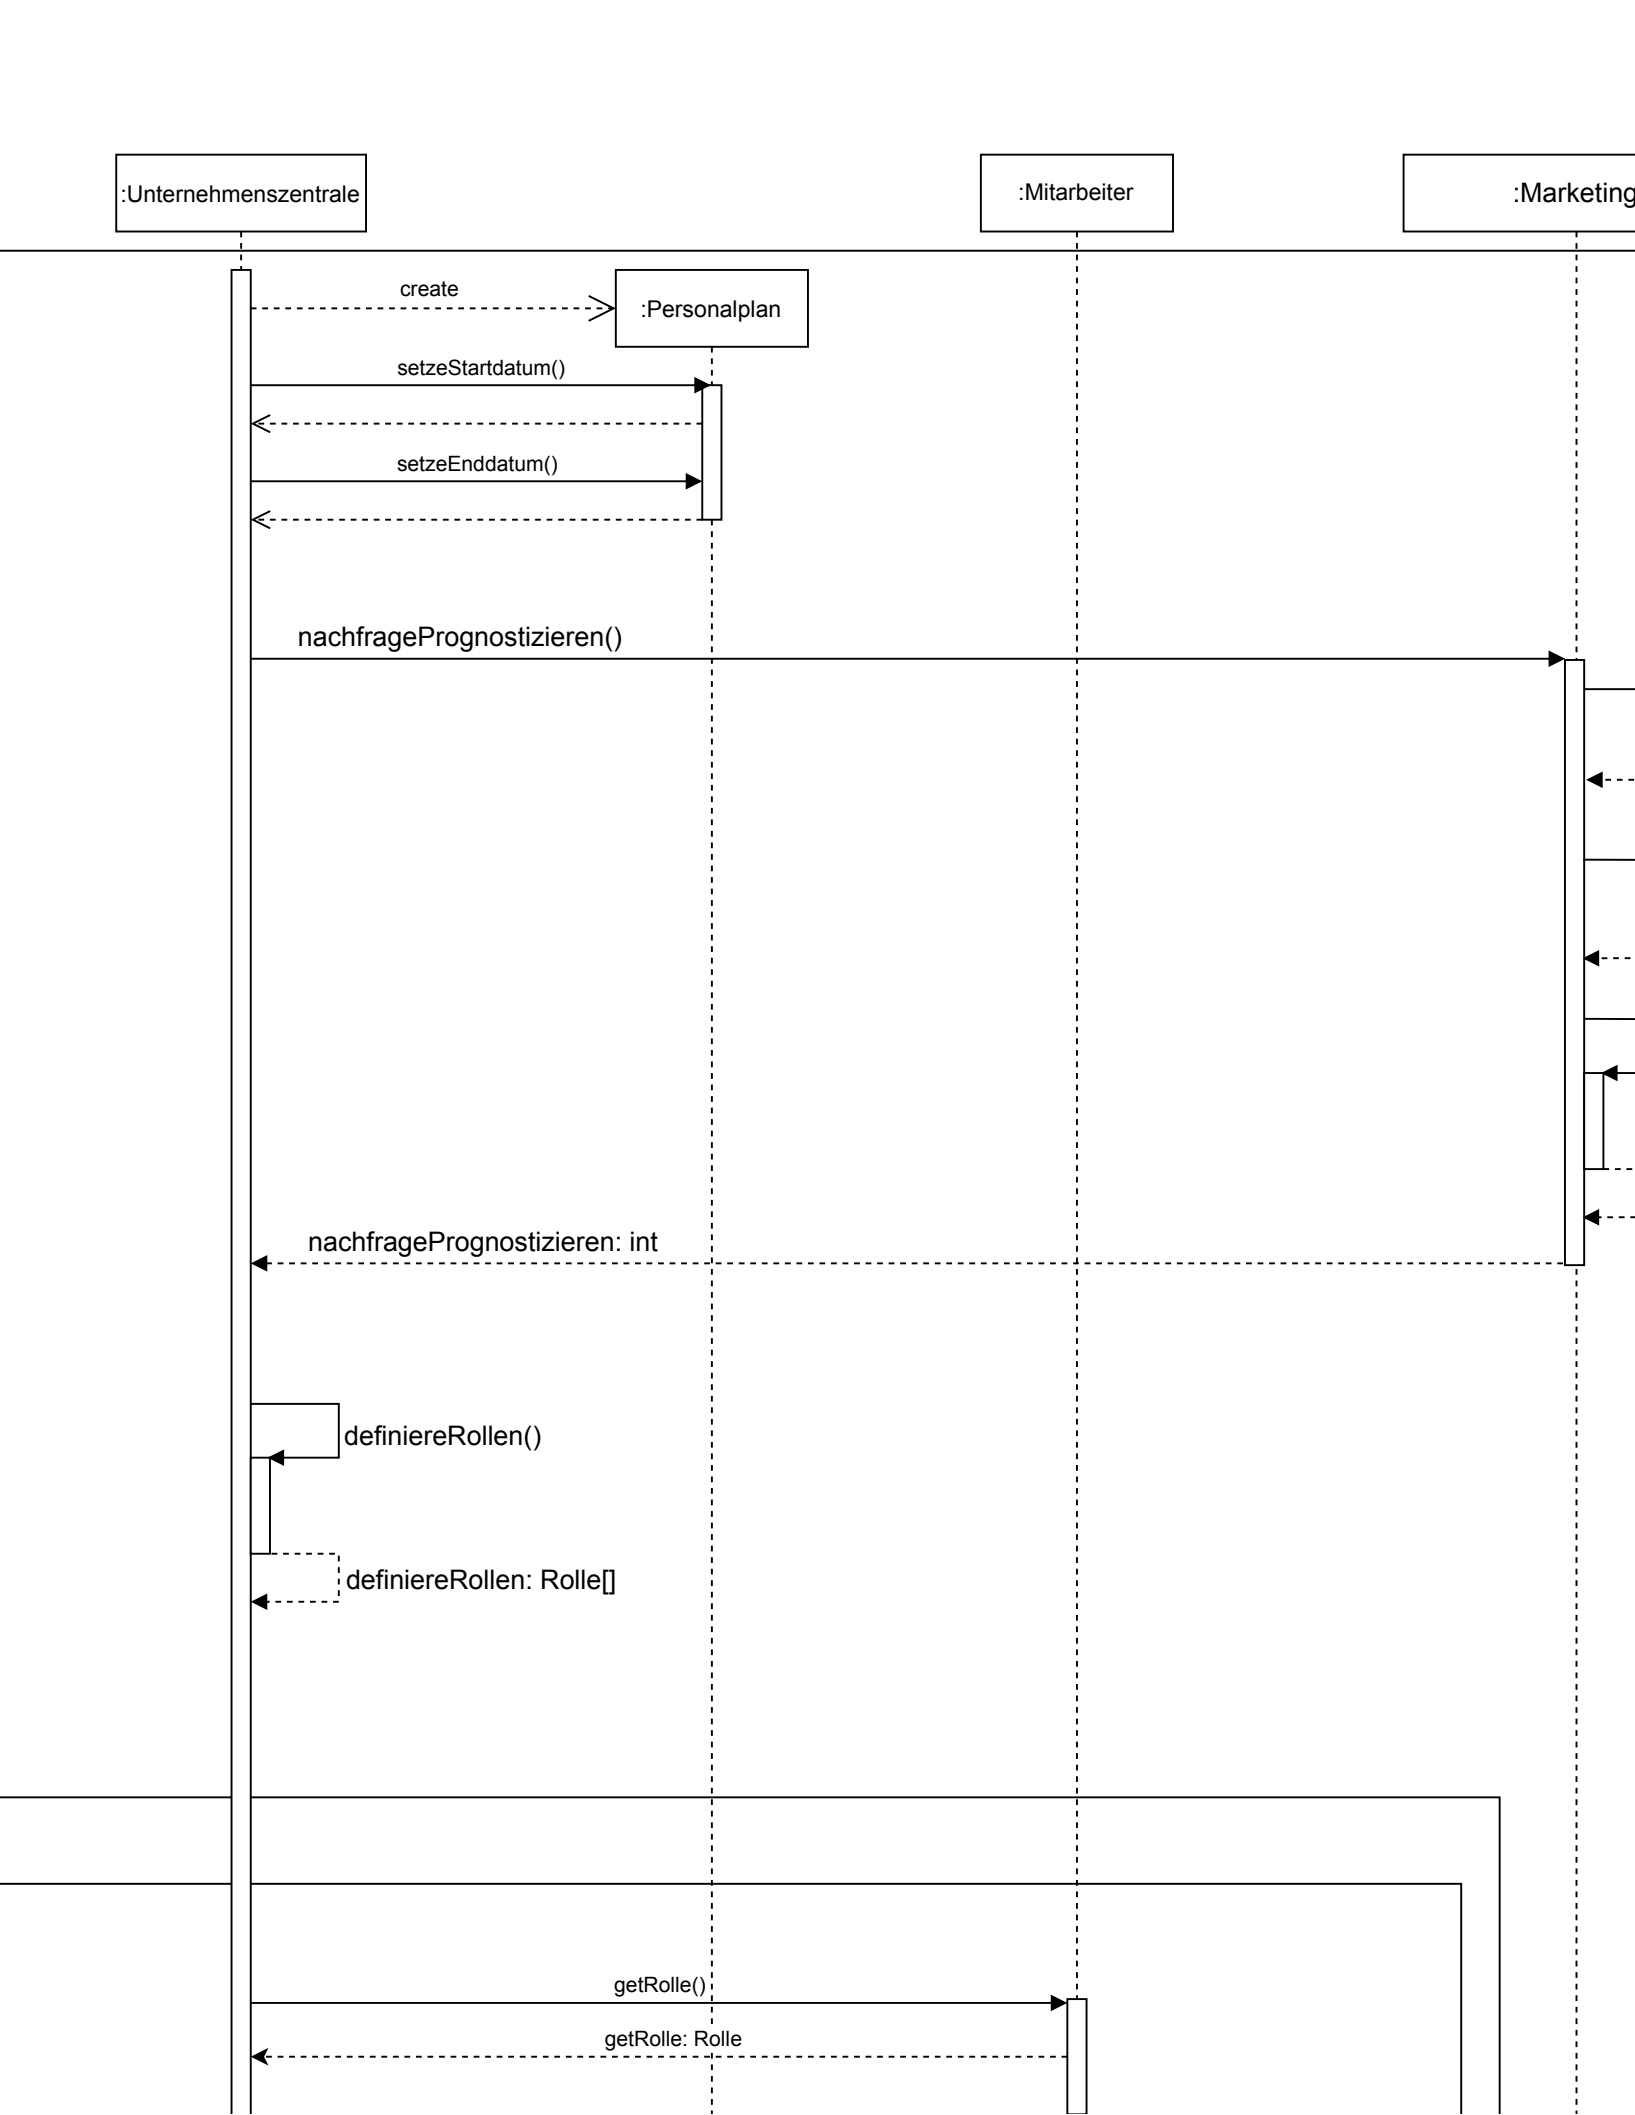 :Unternehmenszentrale
:Mitarbeiter
:Marketing
create
:Personalplan
setzeStartdatum()
setzeEnddatum()
nachfragePrognostizieren()
nachfragePrognostizieren: int
definiereRollen()
definiereRollen: Rolle[]
getRolle()
getRolle: Rolle